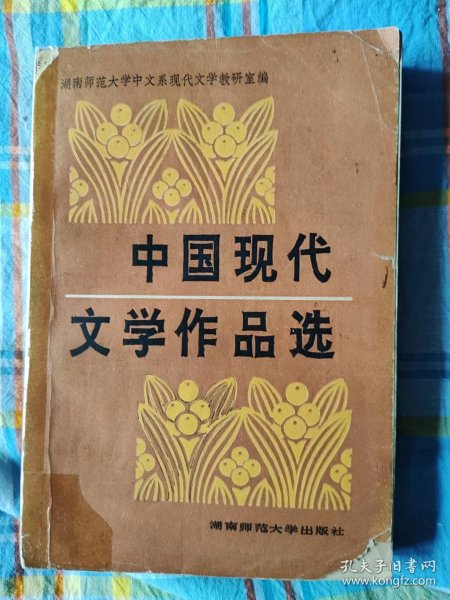 湖南师范大学中文系现代文学教研室编
中国现代
文学作品选
湖南师范大学出版社
孔夫子旧书网
www.kongfz.com